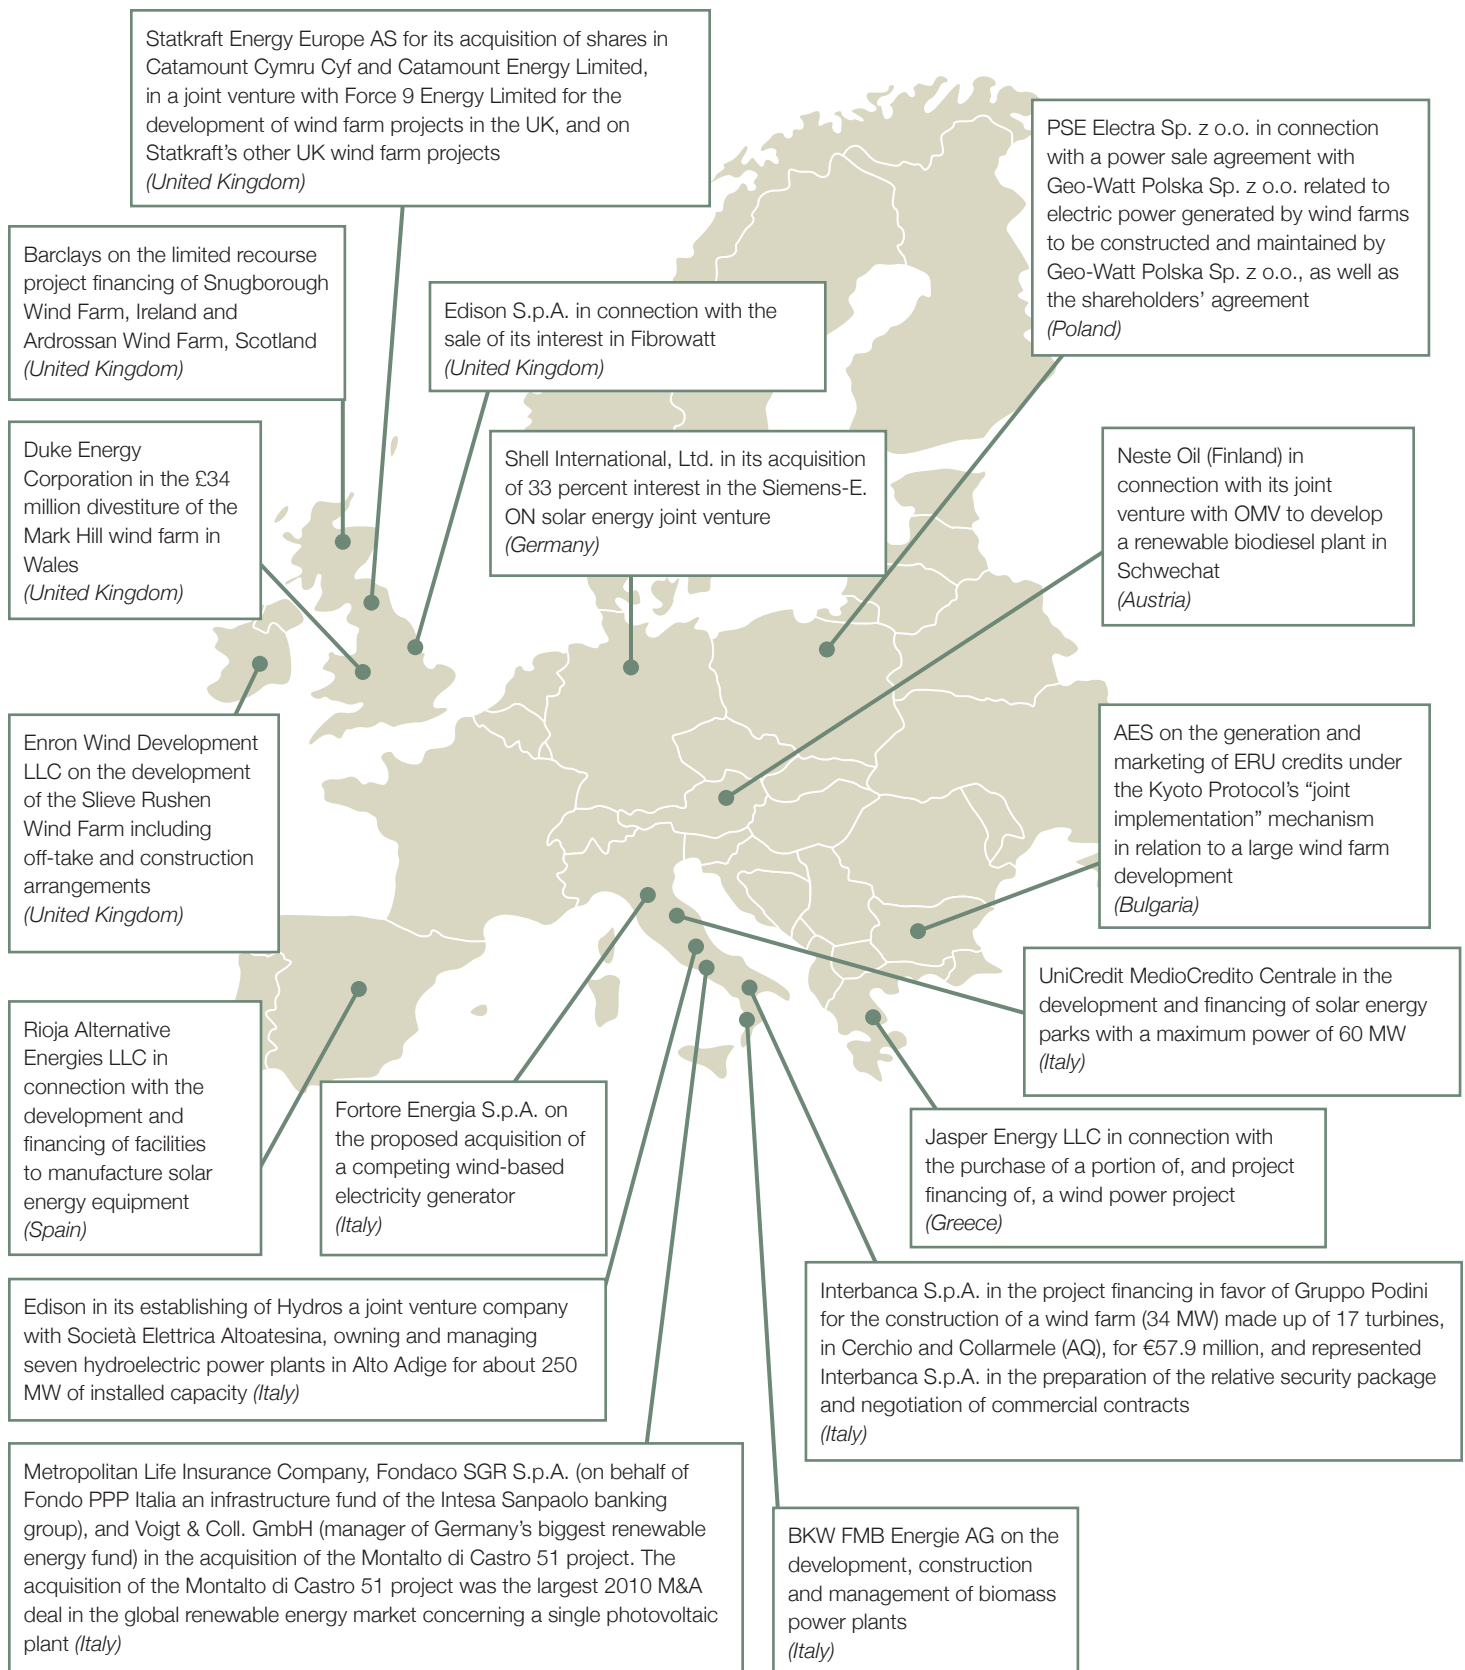 Statkraft Energy Europe AS for its acquisition of shares in
Catamount Cymru Cyf and Catamount Energy Limited,
in a joint venture with Force 9 Energy Limited for the
development of wind farm projects in the UK, and on
Statkraft’s other UK wind farm projects
(United Kingdom)
PSE Electra Sp. z o.o. in connection
with a power sale agreement with
Geo-Watt Polska Sp. z o.o. related to
electric power generated by wind farms
to be constructed and maintained by
Geo-Watt Polska Sp. z o.o., as well as
the shareholders’ agreement
(Poland)
Barclays on the limited recourse
project financing of Snugborough
Wind Farm, Ireland and
Ardrossan Wind Farm, Scotland
(United Kingdom)
Edison S.p.A. in connection with the
sale of its interest in Fibrowatt
(United Kingdom)
Duke Energy
Corporation in the £34
million divestiture of the
Mark Hill wind farm in
Wales
(United Kingdom)
Shell International, Ltd. in its acquisition
of 33 percent interest in the Siemens-E.
ON solar energy joint venture
(Germany)
Neste Oil (Finland) in
connection with its joint
venture with OMV to develop
a renewable biodiesel plant in
Schwechat
(Austria)
Enron Wind Development
LLC on the development
of the Slieve Rushen
Wind Farm including
off-take and construction
arrangements
(United Kingdom)
AES on the generation and
marketing of ERU credits under
the Kyoto Protocol’s “joint
implementation” mechanism
in relation to a large wind farm
development
(Bulgaria)
UniCredit MedioCredito Centrale in the
development and financing of solar energy
parks with a maximum power of 60 MW
(Italy)
Rioja Alternative
Energies LLC in
connection with the
development and
financing of facilities
to manufacture solar
energy equipment
(Spain)
Fortore Energia S.p.A. on
the proposed acquisition of
a competing wind-based
electricity generator
(Italy)
Jasper Energy LLC in connection with
the purchase of a portion of, and project
financing of, a wind power project
(Greece)
Edison in its establishing of Hydros a joint venture company
with Società Elettrica Altoatesina, owning and managing
seven hydroelectric power plants in Alto Adige for about 250
MW of installed capacity (Italy)
Interbanca S.p.A. in the project financing in favor of Gruppo Podini
for the construction of a wind farm (34 MW) made up of 17 turbines,
in Cerchio and Collarmele (AQ), for €57.9 million, and represented
Interbanca S.p.A. in the preparation of the relative security package
and negotiation of commercial contracts
(Italy)
Metropolitan Life Insurance Company, Fondaco SGR S.p.A. (on behalf of
Fondo PPP Italia an infrastructure fund of the Intesa Sanpaolo banking
group), and Voigt & Coll. GmbH (manager of Germany’s biggest renewable
energy fund) in the acquisition of the Montalto di Castro 51 project. The
acquisition of the Montalto di Castro 51 project was the largest 2010 M&A
deal in the global renewable energy market concerning a single photovoltaic
plant (Italy)
BKW FMB Energie AG on the
development, construction
and management of biomass
power plants
(Italy)